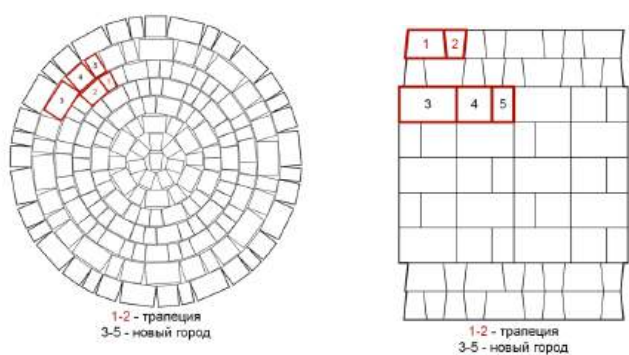 5
4
1
2
3
1-2 - трапеция
3-5 - новый город
1 2
3 4 5
1-2 - трапеция
3-5 - новый город